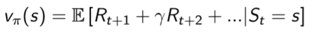 v_π(s) = 𝔼 [R_{t+1} + γR_{t+2} + ...|S_t = s]